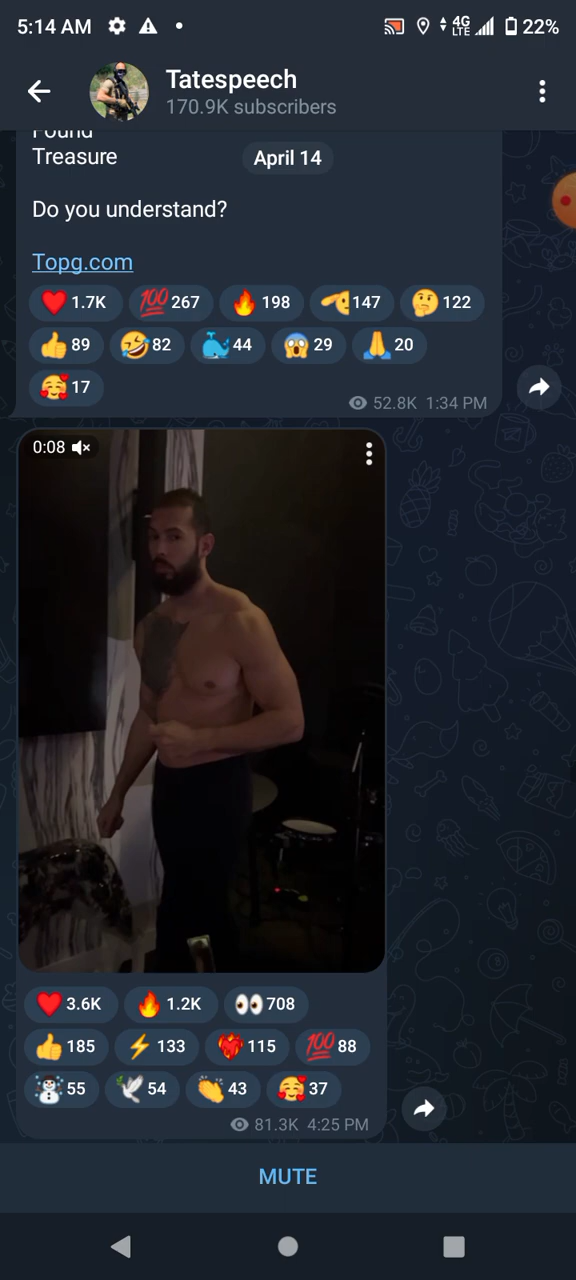 5:14 AM
4G
LTE
22%
Tatespeech
170.9K subscribers
Found
Treasure
April 14
Do you understand?
Topg.com
❤️ 1.7K 💯 267 🔥 198 🫵 147 🤔 122
👍 89 🤣 82 🐳 44 😱 29 🙏 20
🥰 17
52.8K 1:34 PM
0:08
❤️ 3.6K 🔥 1.2K 👀 708
👍 185 ⚡ 133 ❤️‍🔥 115 💯 88
☃️ 55 🕊️ 54 👏 43 🥰 37
81.3K 4:25 PM
MUTE